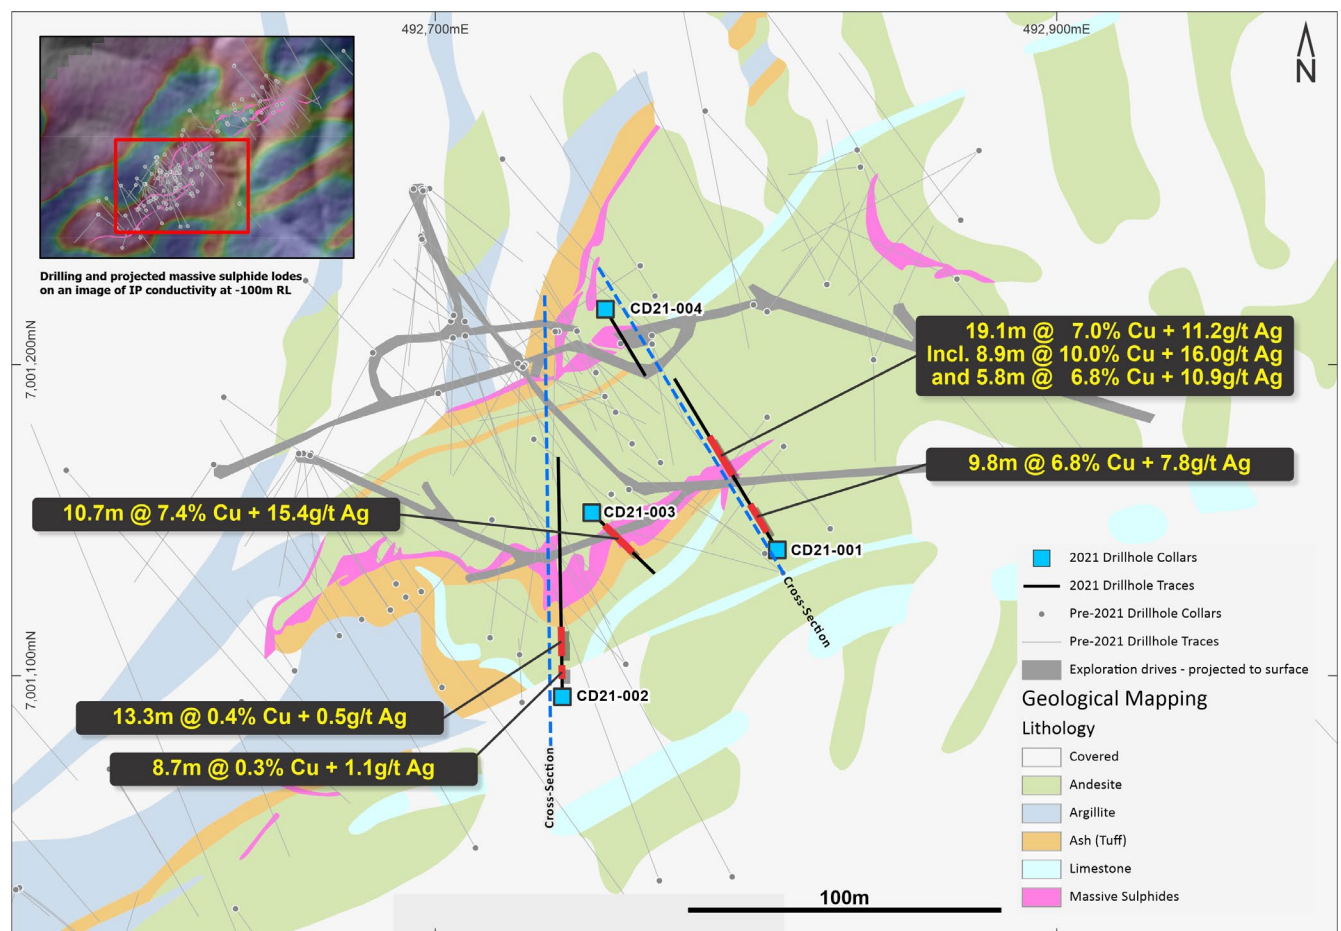 492,700mE
492,900mE
N
Drilling and projected massive sulphide lodes
on an image of IP conductivity at -100m RL
7,001,200mN
7,001,100mN
CD21-004
19.1m @ 7.0% Cu + 11.2g/t Ag
Incl. 8.9m @ 10.0% Cu + 16.0g/t Ag
and 5.8m @ 6.8% Cu + 10.9g/t Ag
9.8m @ 6.8% Cu + 7.8g/t Ag
10.7m @ 7.4% Cu + 15.4g/t Ag
CD21-003
CD21-001
Cross-Section
CD21-002
13.3m @ 0.4% Cu + 0.5g/t Ag
8.7m @ 0.3% Cu + 1.1g/t Ag
Cross-Section
2021 Drillhole Collars
2021 Drillhole Traces
Pre-2021 Drillhole Collars
Pre-2021 Drillhole Traces
Exploration drives - projected to surface
Geological Mapping
Lithology
Covered
Andesite
Argillite
Ash (Tuff)
Limestone
Massive Sulphides
100m